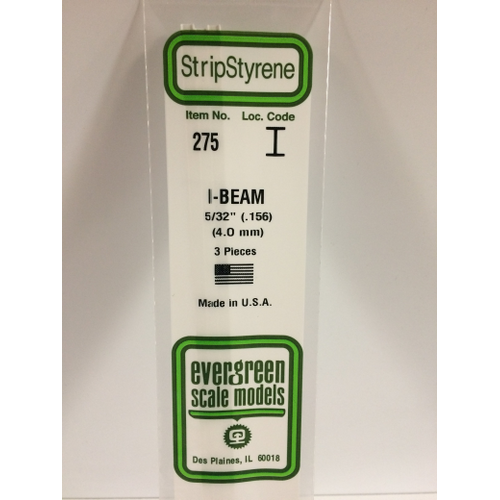 StripStyrene
Item No. Loc. Code
275 I
I-BEAM
5/32" (.156)
(4.0 mm)
3 Pieces
Made in U.S.A.
evergreen
scale models
Des Plaines, IL 60018